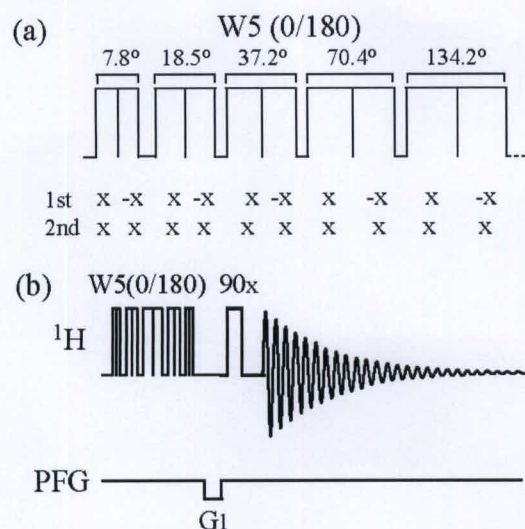 (a) W5 (0/180)
7.8º 18.5º 37.2º 70.4º 134.2º
1st x -x x -x x -x x -x x -x
2nd x x x x x x x x x x
(b)
W5(0/180) 90x
¹H
PFG
G1